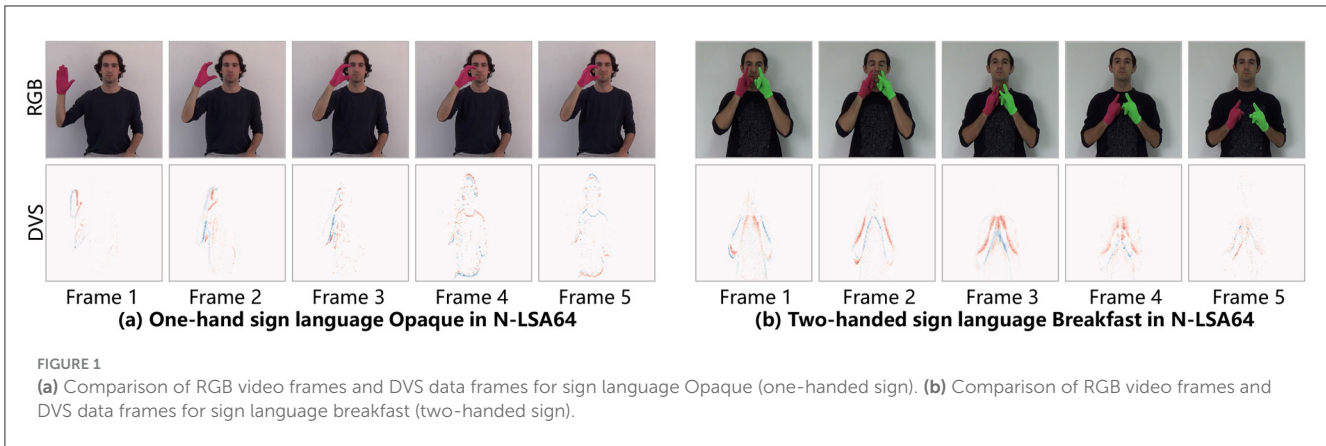 RGB
DVS
Frame 1 Frame 2 Frame 3 Frame 4 Frame 5
(a) One-hand sign language Opaque in N-LSA64
Frame 1 Frame 2 Frame 3 Frame 4 Frame 5
(b) Two-handed sign language Breakfast in N-LSA64
FIGURE 1
(a) Comparison of RGB video frames and DVS data frames for sign language Opaque (one-handed sign). (b) Comparison of RGB video frames and
DVS data frames for sign language breakfast (two-handed sign).